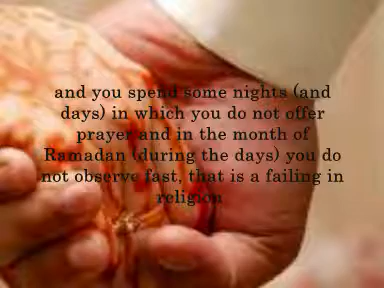 and you spend some nights (and
days) in which you do not offer
prayer and in the month of
Ramadan (during the days) you do
not observe fast, that is a failing in
religion